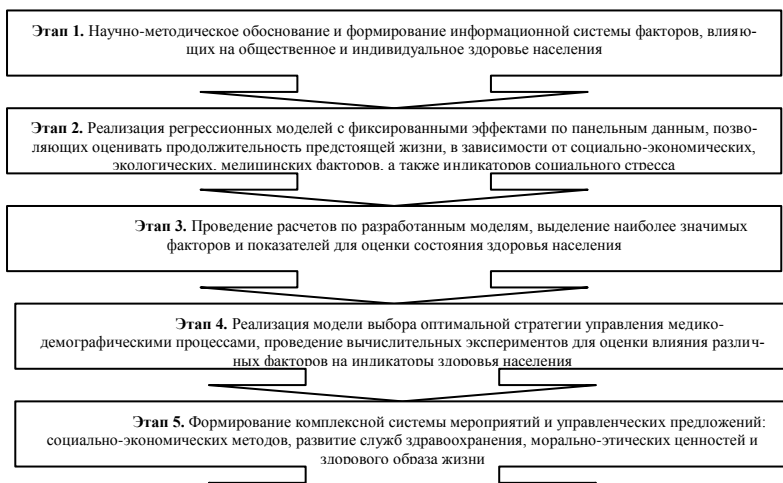 Этап 1. Научно-методическое обоснование и формирование информационной системы факторов, влияю-
щих на общественное и индивидуальное здоровье населения
Этап 2. Реализация регрессионных моделей с фиксированными эффектами по панельным данным, позво-
ляющих оценивать продолжительность предстоящей жизни, в зависимости от социально-экономических,
экологических, медицинских факторов, а также индикаторов социального стресса
Этап 3. Проведение расчетов по разработанным моделям, выделение наиболее значимых
факторов и показателей для оценки состояния здоровья населения
Этап 4. Реализация модели выбора оптимальной стратегии управления медико-
демографическими процессами, проведение вычислительных экспериментов для оценки влияния различ-
ных факторов на индикаторы здоровья населения
Этап 5. Формирование комплексной системы мероприятий и управленческих предложений:
социально-экономических методов, развитие служб здравоохранения, морально-этических ценностей и
здорового образа жизни